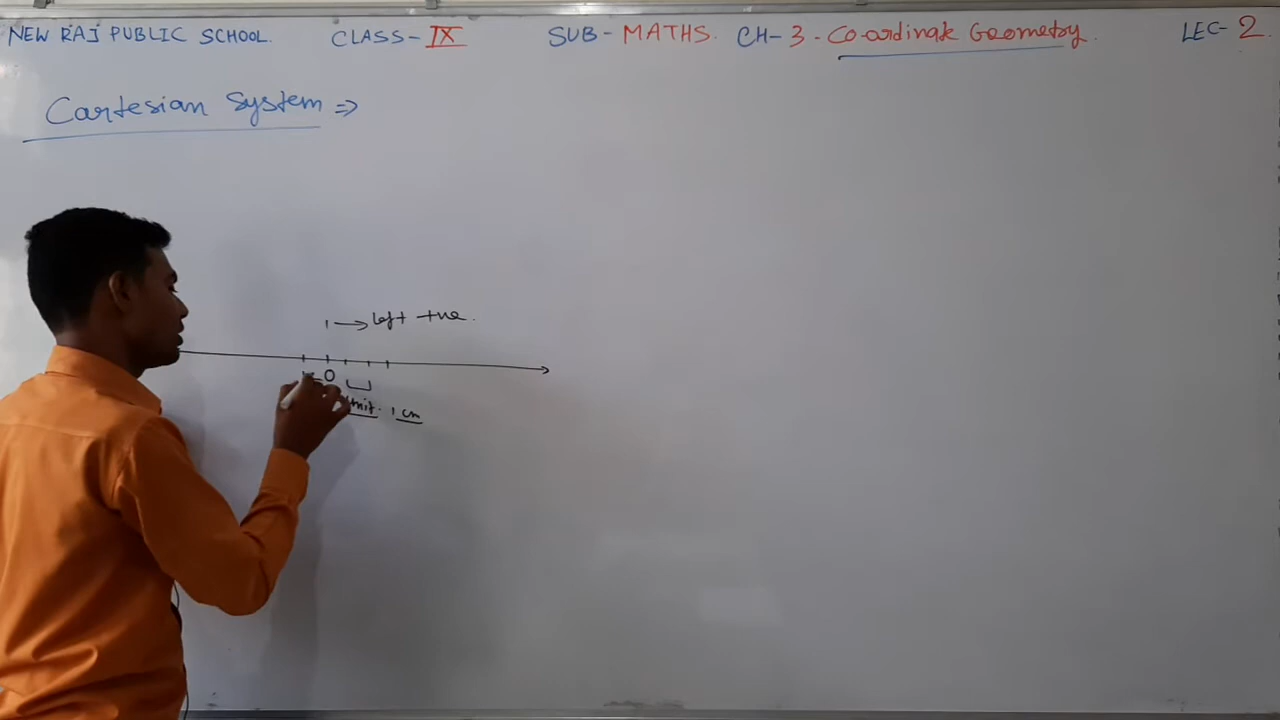 NEW RAJ PUBLIC SCHOOL. CLASS- IX SUB- MATHS. CH- 3 - Co-ordinate Geometry. LEC- 2.
Cartesian System ⇒
1 → left +ve.
0
Unit. 1 cm